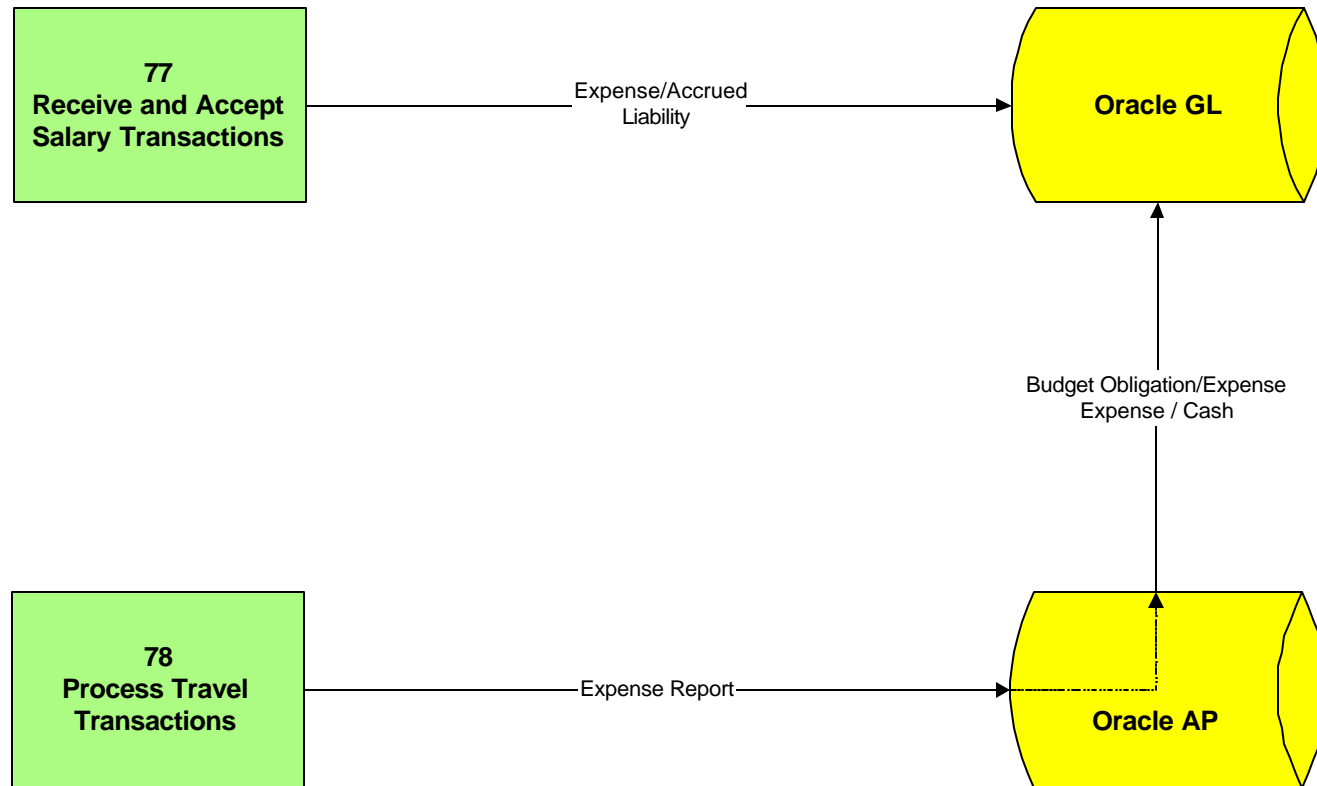 77
Receive and Accept
Salary Transactions
Expense/Accrued
Liability
Oracle GL
Budget Obligation/Expense
Expense / Cash
78
Process Travel
Transactions
Expense Report
Oracle AP